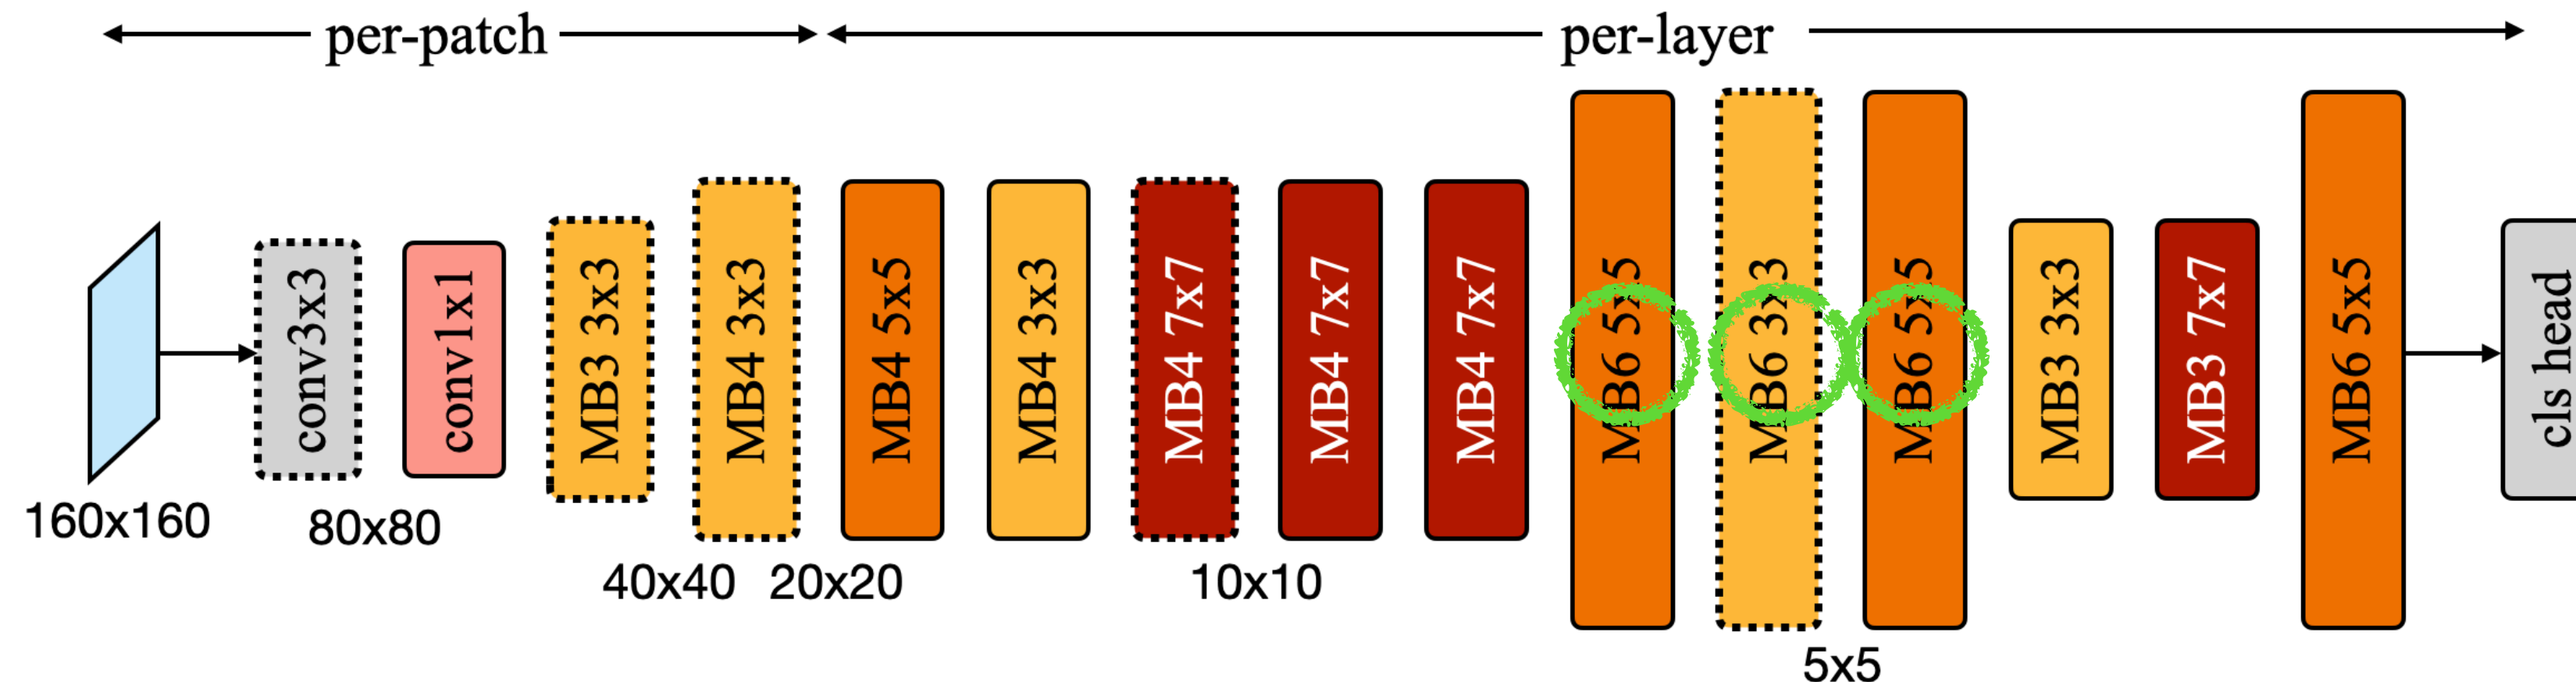 per-patch
per-layer
conv3x3
conv1x1
MB3 3x3
MB4 3x3
MB4 5x5
MB4 3x3
MB4 7x7
MB4 7x7
MB4 7x7
MB6 5x5
MB6 3x3
MB6 5x5
MB3 3x3
MB3 7x7
MB6 5x5
cls head
160x160
80x80
40x40
20x20
10x10
5x5